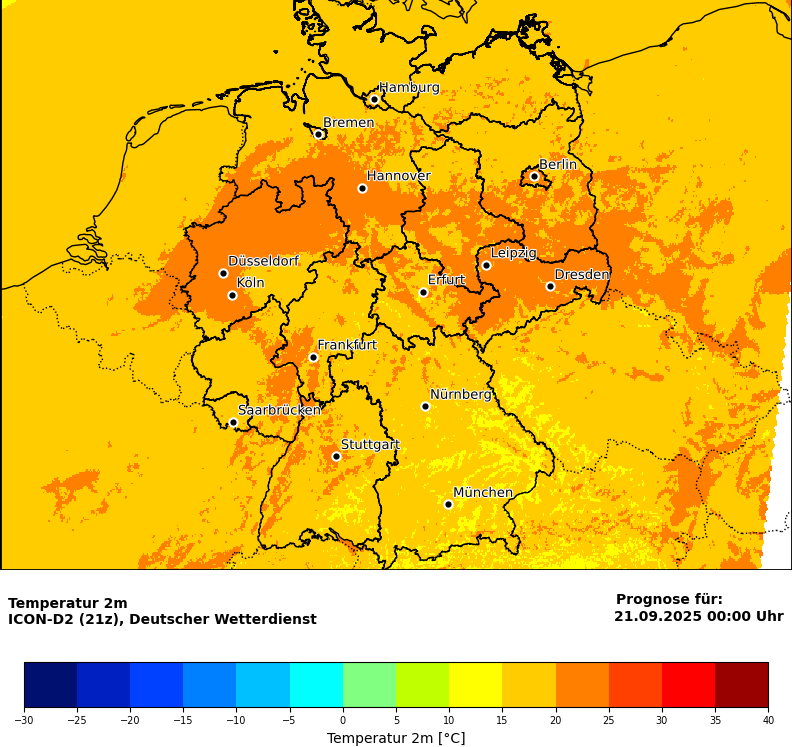 Hamburg
Bremen
Berlin
Hannover
Leipzig
Düsseldorf
Dresden
Köln
Erfurt
Frankfurt
Nürnberg
Saarbrücken
Stuttgart
München
Temperatur 2m
ICON-D2 (21z), Deutscher Wetterdienst
Prognose für:
21.09.2025 00:00 Uhr
−30 −25 −20 −15 −10 −5 0 5 10 15 20 25 30 35 40
Temperatur 2m [°C]